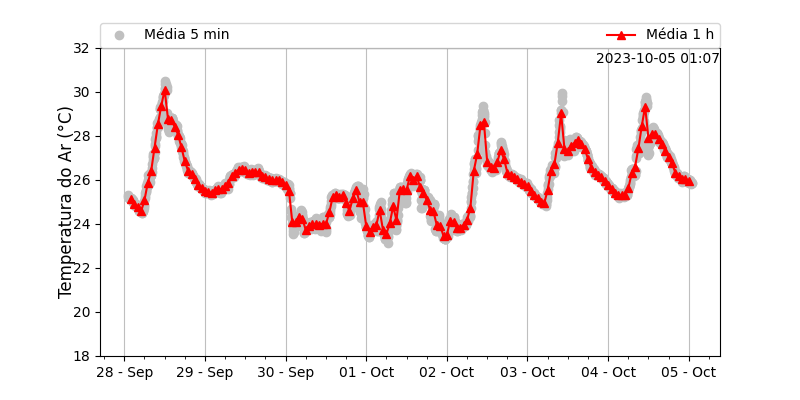 Média 5 min
Média 1 h
2023-10-05 01:07
Temperatura do Ar (°C)
32
30
28
26
24
22
20
18
28 - Sep
29 - Sep
30 - Sep
01 - Oct
02 - Oct
03 - Oct
04 - Oct
05 - Oct